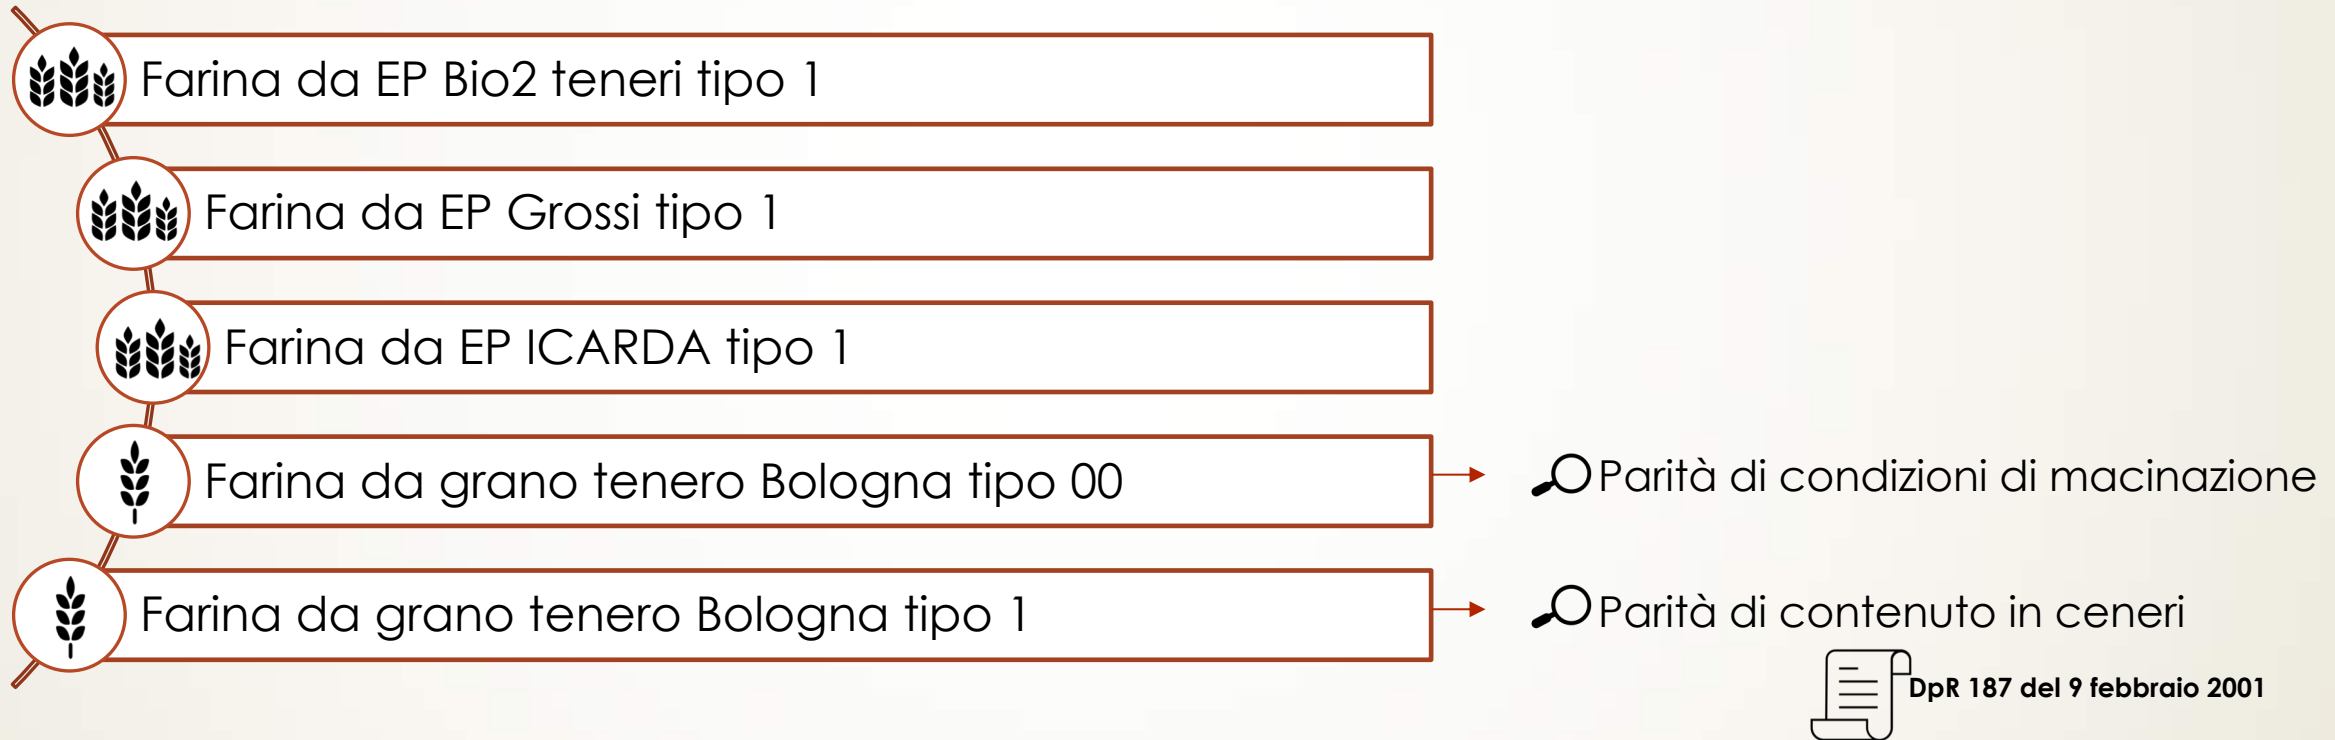 Farina da EP Bio2 teneri tipo 1
Farina da EP Grossi tipo 1
Farina da EP ICARDA tipo 1
Farina da grano tenero Bologna tipo 00
Parità di condizioni di macinazione
Farina da grano tenero Bologna tipo 1
Parità di contenuto in ceneri
DpR 187 del 9 febbraio 2001